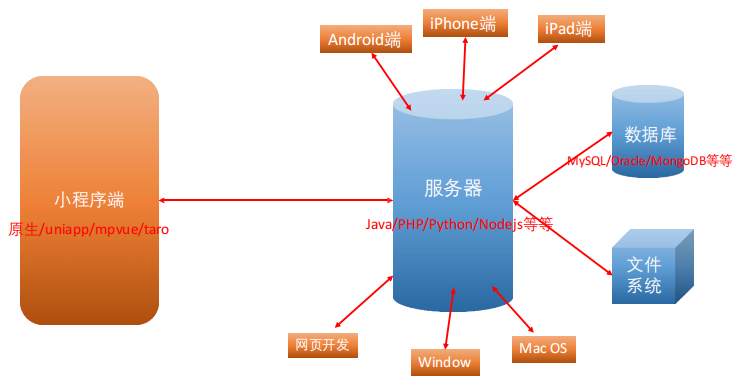 Android端
iPhone端
iPad端
小程序端
原生/uniapp/mpvue/taro
服务器
Java/PHP/Python/Nodejs等等
数据库
MySQL/Oracle/MongoDB等等
文件
系统
网页开发
Window
Mac OS